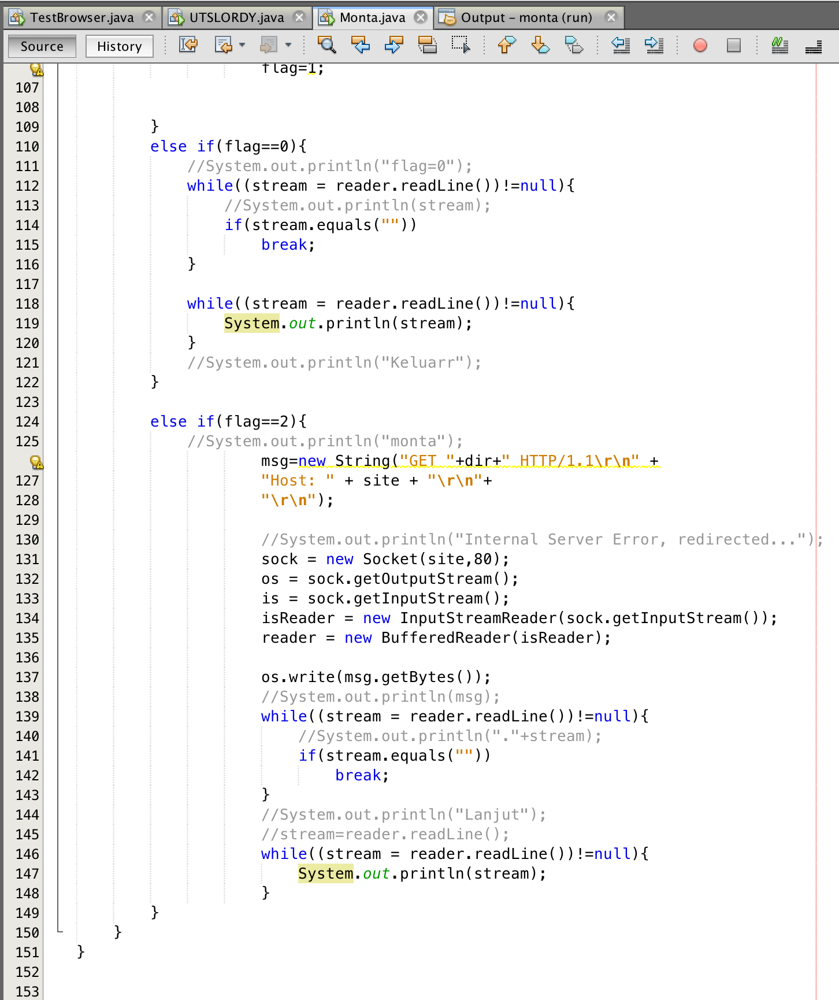 TestBrowser.java UTSLORDY.java Monta.java Output – monta (run)
Source History
flag=1;
107
108
109 }
110 else if(flag==0){
111 //System.out.println("flag=0");
112 while((stream = reader.readLine())!=null){
113 //System.out.println(stream);
114 if(stream.equals(""))
115 break;
116 }
117
118 while((stream = reader.readLine())!=null){
119 System.out.println(stream);
120 }
121 //System.out.println("Keluarr");
122 }
123
124 else if(flag==2){
125 //System.out.println("monta");
msg=new String("GET "+dir+" HTTP/1.1\r\n" +
127 "Host: " + site + "\r\n"+
128 "\r\n");
129
130 //System.out.println("Internal Server Error, redirected...");
131 sock = new Socket(site,80);
132 os = sock.getOutputStream();
133 is = sock.getInputStream();
134 isReader = new InputStreamReader(sock.getInputStream());
135 reader = new BufferedReader(isReader);
136
137 os.write(msg.getBytes());
138 //System.out.println(msg);
139 while((stream = reader.readLine())!=null){
140 //System.out.println("."+stream);
141 if(stream.equals(""))
142 break;
143 }
144 //System.out.println("Lanjut");
145 //stream=reader.readLine();
146 while((stream = reader.readLine())!=null){
147 System.out.println(stream);
148 }
149 }
150 }
151 }
152
153